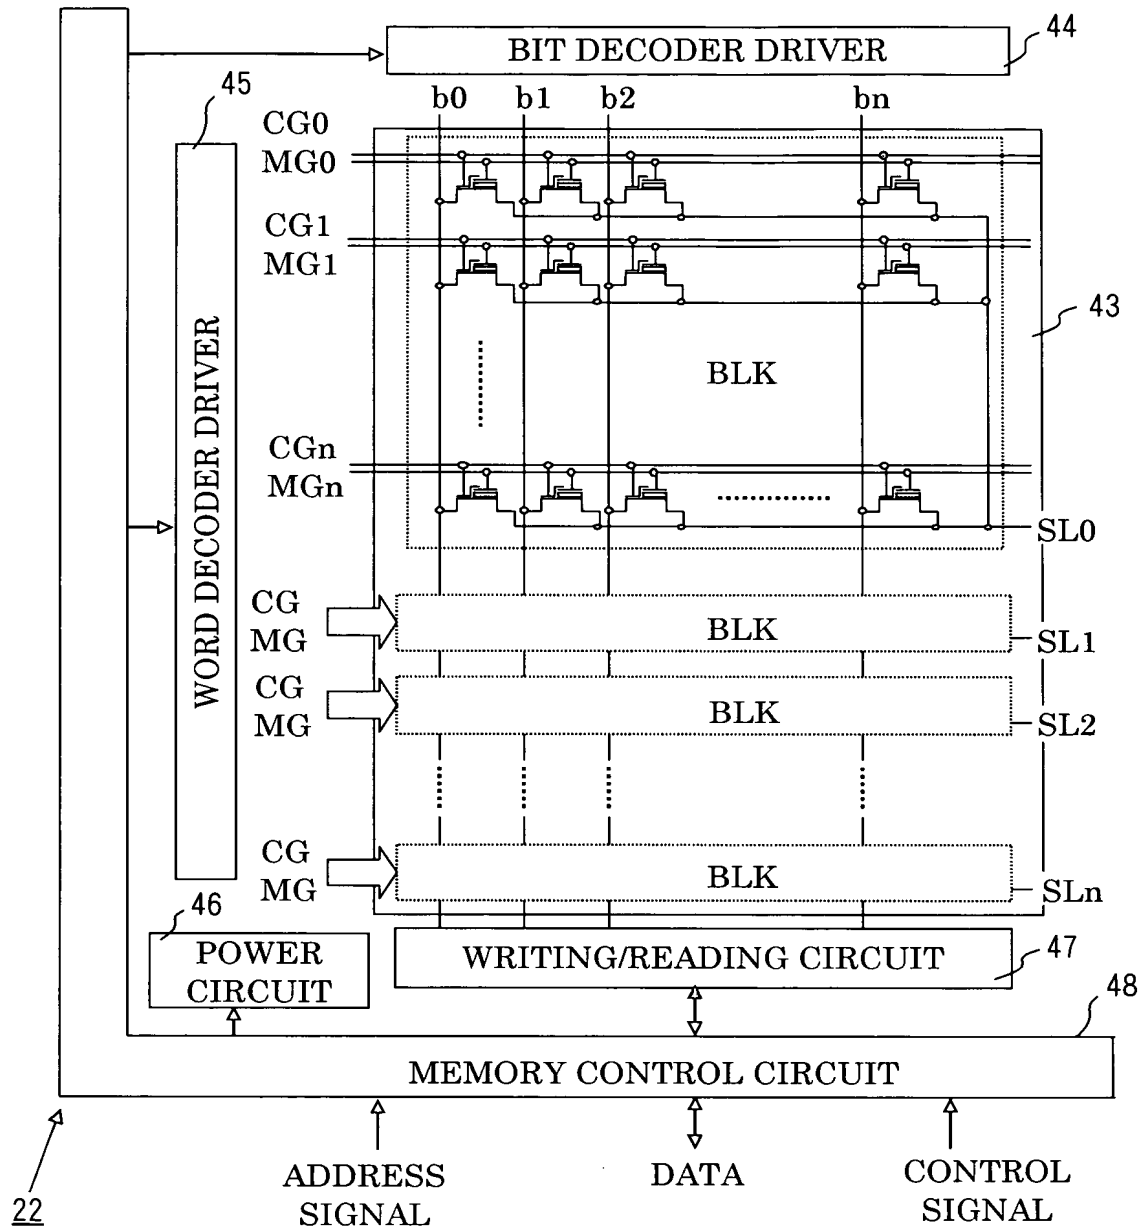 44
BIT DECODER DRIVER
45
b0 b1 b2 bn
CG0
MG0
CG1
MG1
43
WORD DECODER DRIVER
BLK
CGn
MGn
SL0
CG
MG
BLK
SL1
CG
MG
BLK
SL2
CG
MG
BLK
SLn
46
POWER
CIRCUIT
WRITING/READING CIRCUIT
47
48
MEMORY CONTROL CIRCUIT
22
ADDRESS
SIGNAL
DATA
CONTROL
SIGNAL